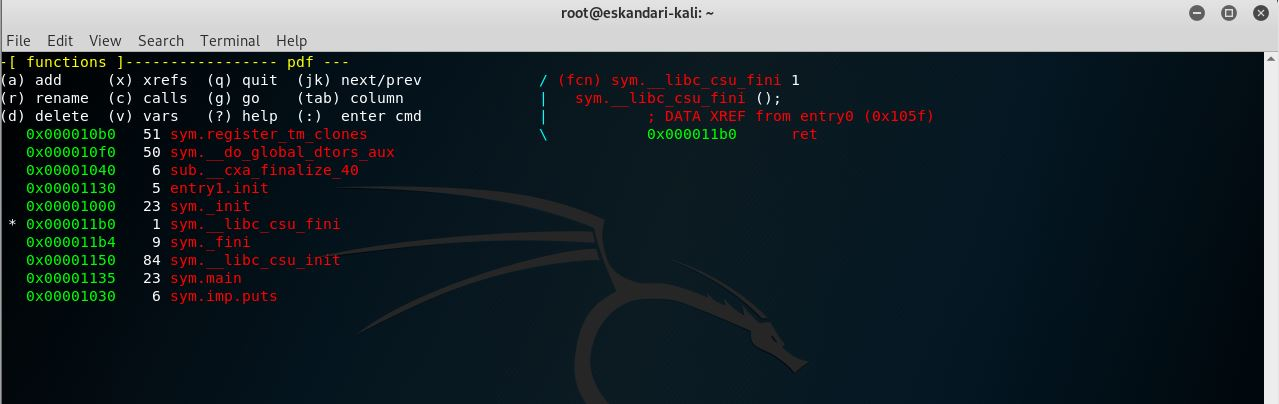 root@eskandari-kali: ~
File Edit View Search Terminal Help
-[ functions ]----------------- pdf ---
(a) add (x) xrefs (q) quit (jk) next/prev / (fcn) sym.__libc_csu_fini 1
(r) rename (c) calls (g) go (tab) column | sym.__libc_csu_fini ();
(d) delete (v) vars (?) help (:) enter cmd | ; DATA XREF from entry0 (0x105f)
0x000010b0 51 sym.register_tm_clones \ 0x000011b0 ret
0x000010f0 50 sym.__do_global_dtors_aux
0x00001040 6 sub.__cxa_finalize_40
0x00001130 5 entry1.init
0x00001000 23 sym._init
* 0x000011b0 1 sym.__libc_csu_fini
0x000011b4 9 sym._fini
0x00001150 84 sym.__libc_csu_init
0x00001135 23 sym.main
0x00001030 6 sym.imp.puts